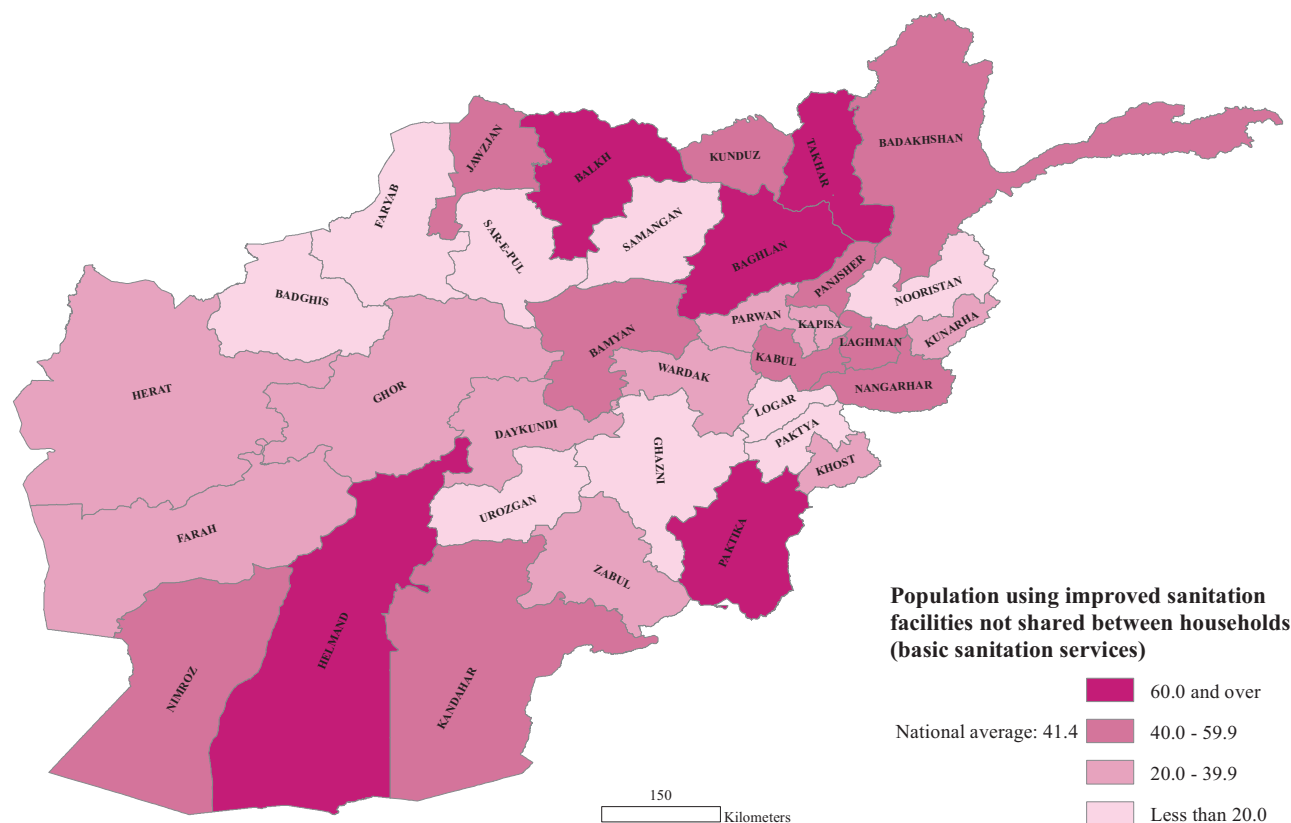 BADAKHSHAN
TAKHAR
KUNDUZ
BALKH
JAWZJAN
FARYAB
SAR-E-PUL
SAMANGAN
BAGHLAN
PANJSHER
NOORISTAN
BADGHIS
PARWAN
KAPISA
KUNARHA
LAGHMAN
BAMYAN
KABUL
WARDAK
NANGARHAR
HERAT
GHOR
LOGAR
DAYKUNDI
PAKTYA
GHAZNI
KHOST
UROZGAN
FARAH
PAKTIKA
ZABUL
HELMAND
NIMROZ
KANDAHAR
Population using improved sanitation
facilities not shared between households
(basic sanitation services)
60.0 and over
National average: 41.4
40.0 - 59.9
20.0 - 39.9
Less than 20.0
150
Kilometers